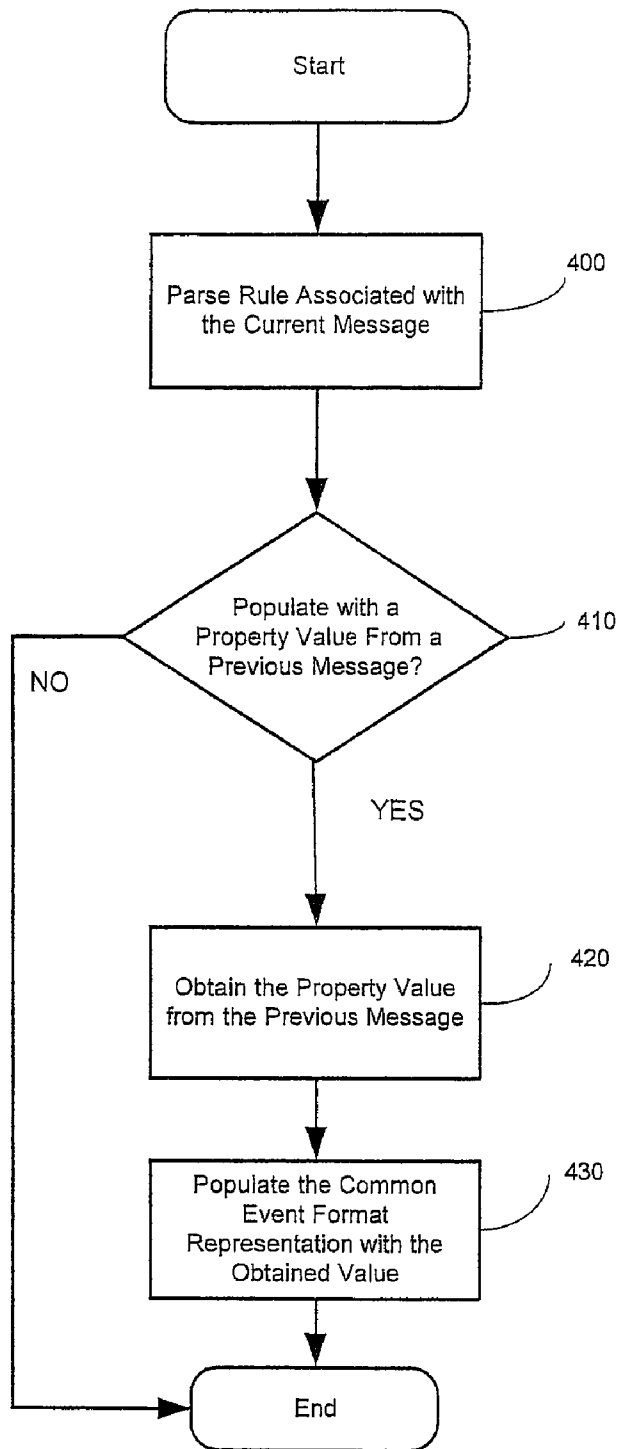 Start
Parse Rule Associated with
the Current Message
400
Populate with a
Property Value From a
Previous Message?
410
NO
YES
Obtain the Property Value
from the Previous Message
420
Populate the Common
Event Format
Representation with the
Obtained Value
430
End